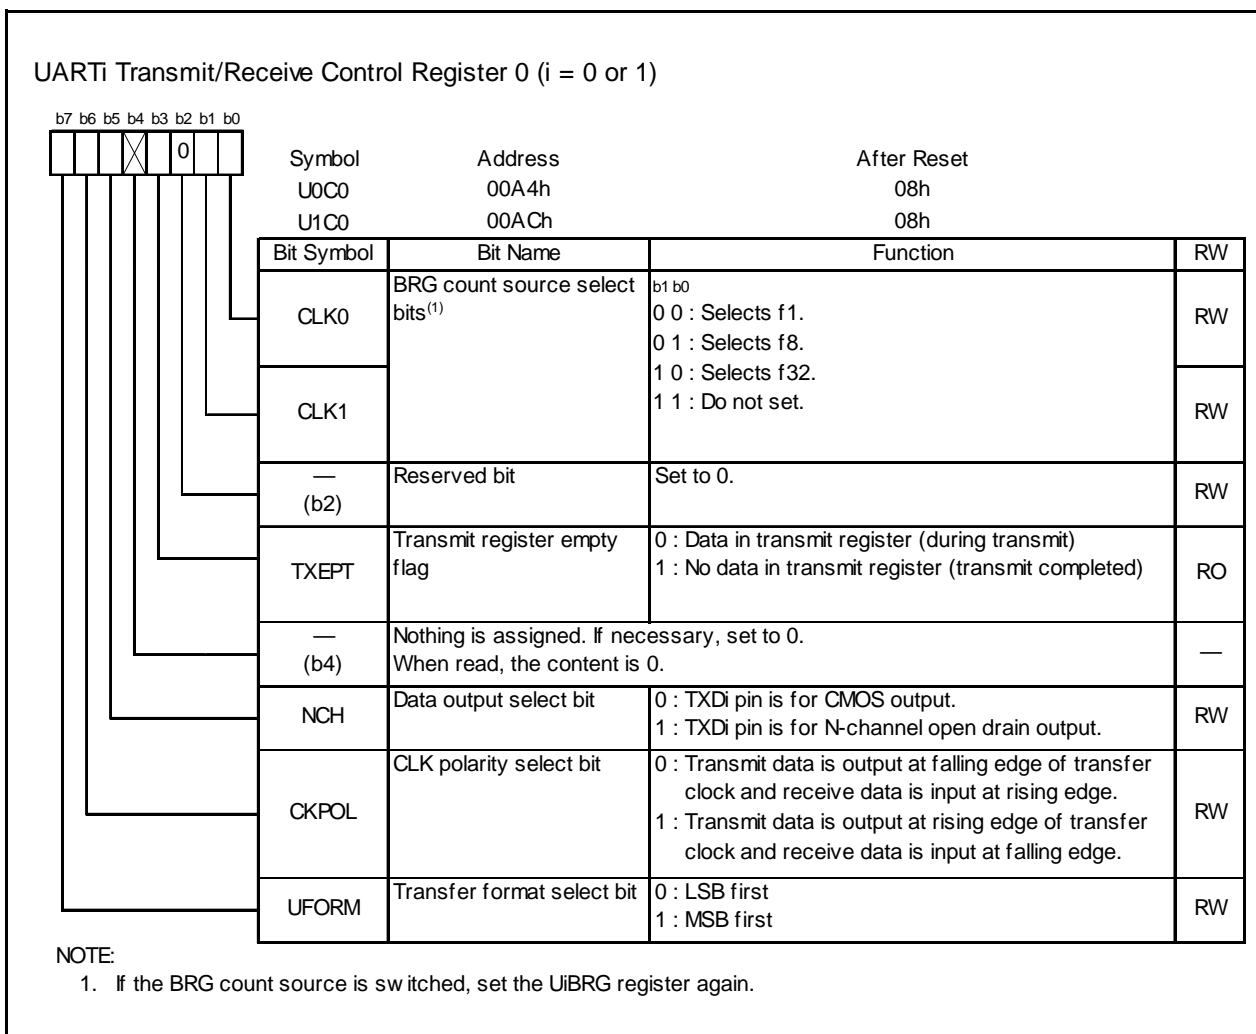 UARTi Transmit/Receive Control Register 0 (i = 0 or 1)
b7 b6 b5 b4 b3 b2 b1 b0
0
Symbol Address After Reset
U0C0 00A4h 08h
U1C0 00ACh 08h
Bit Symbol Bit Name Function RW
CLK0 BRG count source select bits(1) b1 b0
0 0 : Selects f1.
0 1 : Selects f8.
1 0 : Selects f32.
1 1 : Do not set.
RW
CLK1 RW
— (b2) Reserved bit Set to 0. RW
TXEPT Transmit register empty flag 0 : Data in transmit register (during transmit)
1 : No data in transmit register (transmit completed)
RO
— (b4) Nothing is assigned. If necessary, set to 0.
When read, the content is 0.
—
NCH Data output select bit 0 : TXDi pin is for CMOS output.
1 : TXDi pin is for N-channel open drain output.
RW
CKPOL CLK polarity select bit 0 : Transmit data is output at falling edge of transfer
clock and receive data is input at rising edge.
1 : Transmit data is output at rising edge of transfer
clock and receive data is input at falling edge.
RW
UFORM Transfer format select bit 0 : LSB first
1 : MSB first
RW
NOTE:
1. If the BRG count source is switched, set the UiBRG register again.